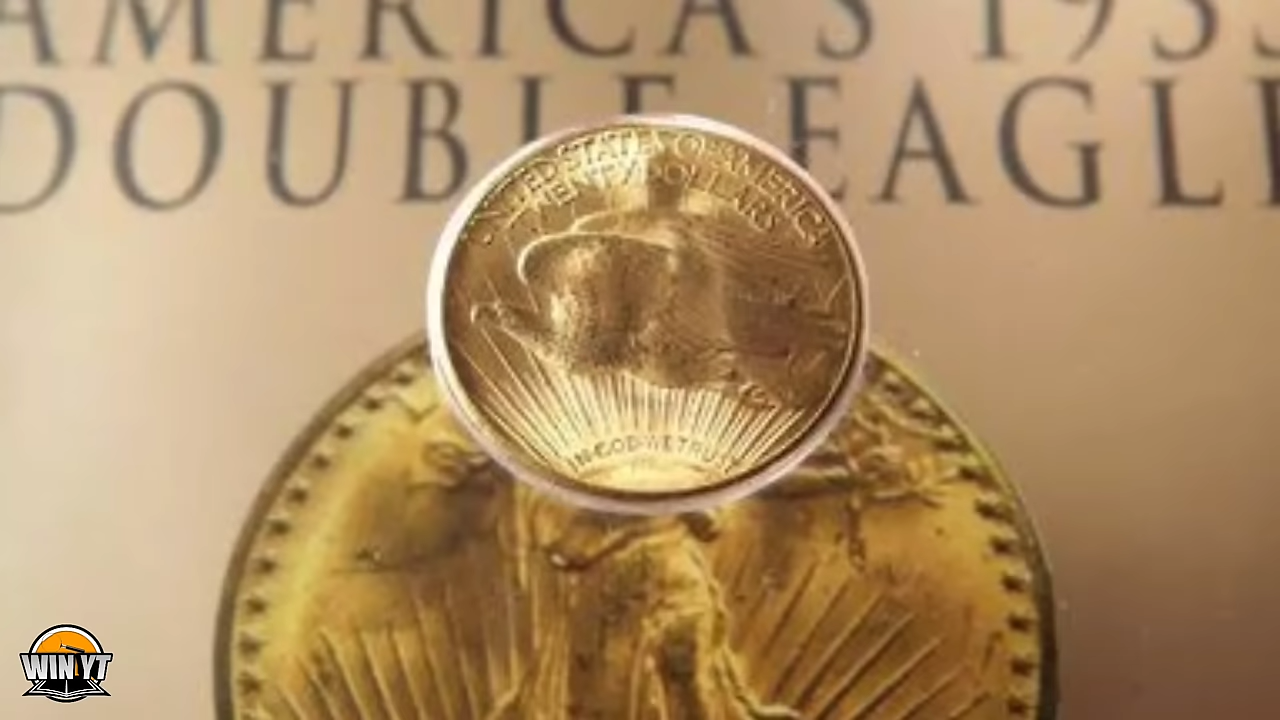 AMERICA'S 1933
DOUBLE EAGLE
UNITED STATES OF AMERICA
TWENTY DOLLARS
IN GOD WE TRUST
WIN YT